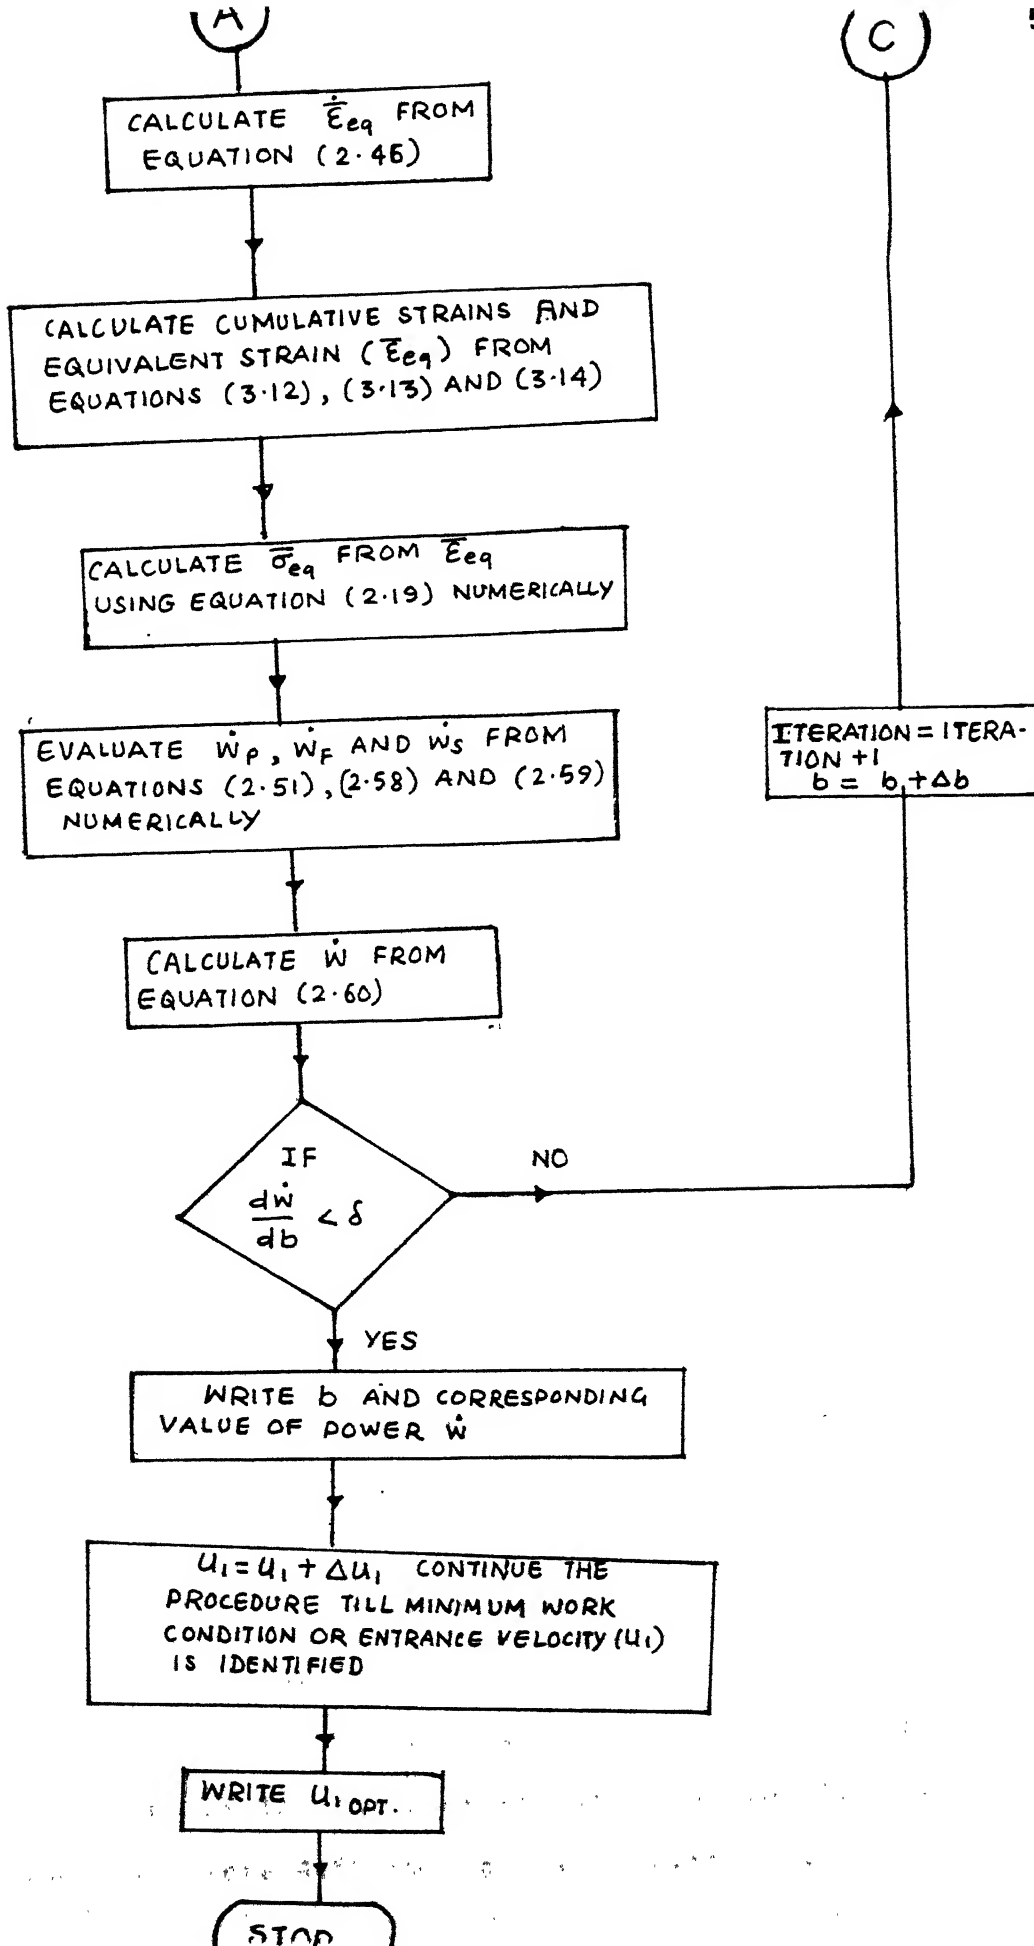 A
C
5
CALCULATE ε̄̇eq FROM
EQUATION (2.46)
CALCULATE CUMULATIVE STRAINS AND
EQUIVALENT STRAIN (ε̄eq) FROM
EQUATIONS (3.12), (3.13) AND (3.14)
CALCULATE σ̄eq FROM ε̄eq
USING EQUATION (2.19) NUMERICALLY
EVALUATE ẇP, ẇF AND ẇS FROM
EQUATIONS (2.51), (2.58) AND (2.59)
NUMERICALLY
ITERATION = ITERA-
TION +1
b = b + Δb
CALCULATE Ẇ FROM
EQUATION (2.60)
IF
dẇ/db < δ
NO
YES
WRITE b AND CORRESPONDING
VALUE OF POWER ẇ
U1 = U1 + ΔU1 CONTINUE THE
PROCEDURE TILL MINIMUM WORK
CONDITION OR ENTRANCE VELOCITY (U1)
IS IDENTIFIED
WRITE U1 OPT.
STOP